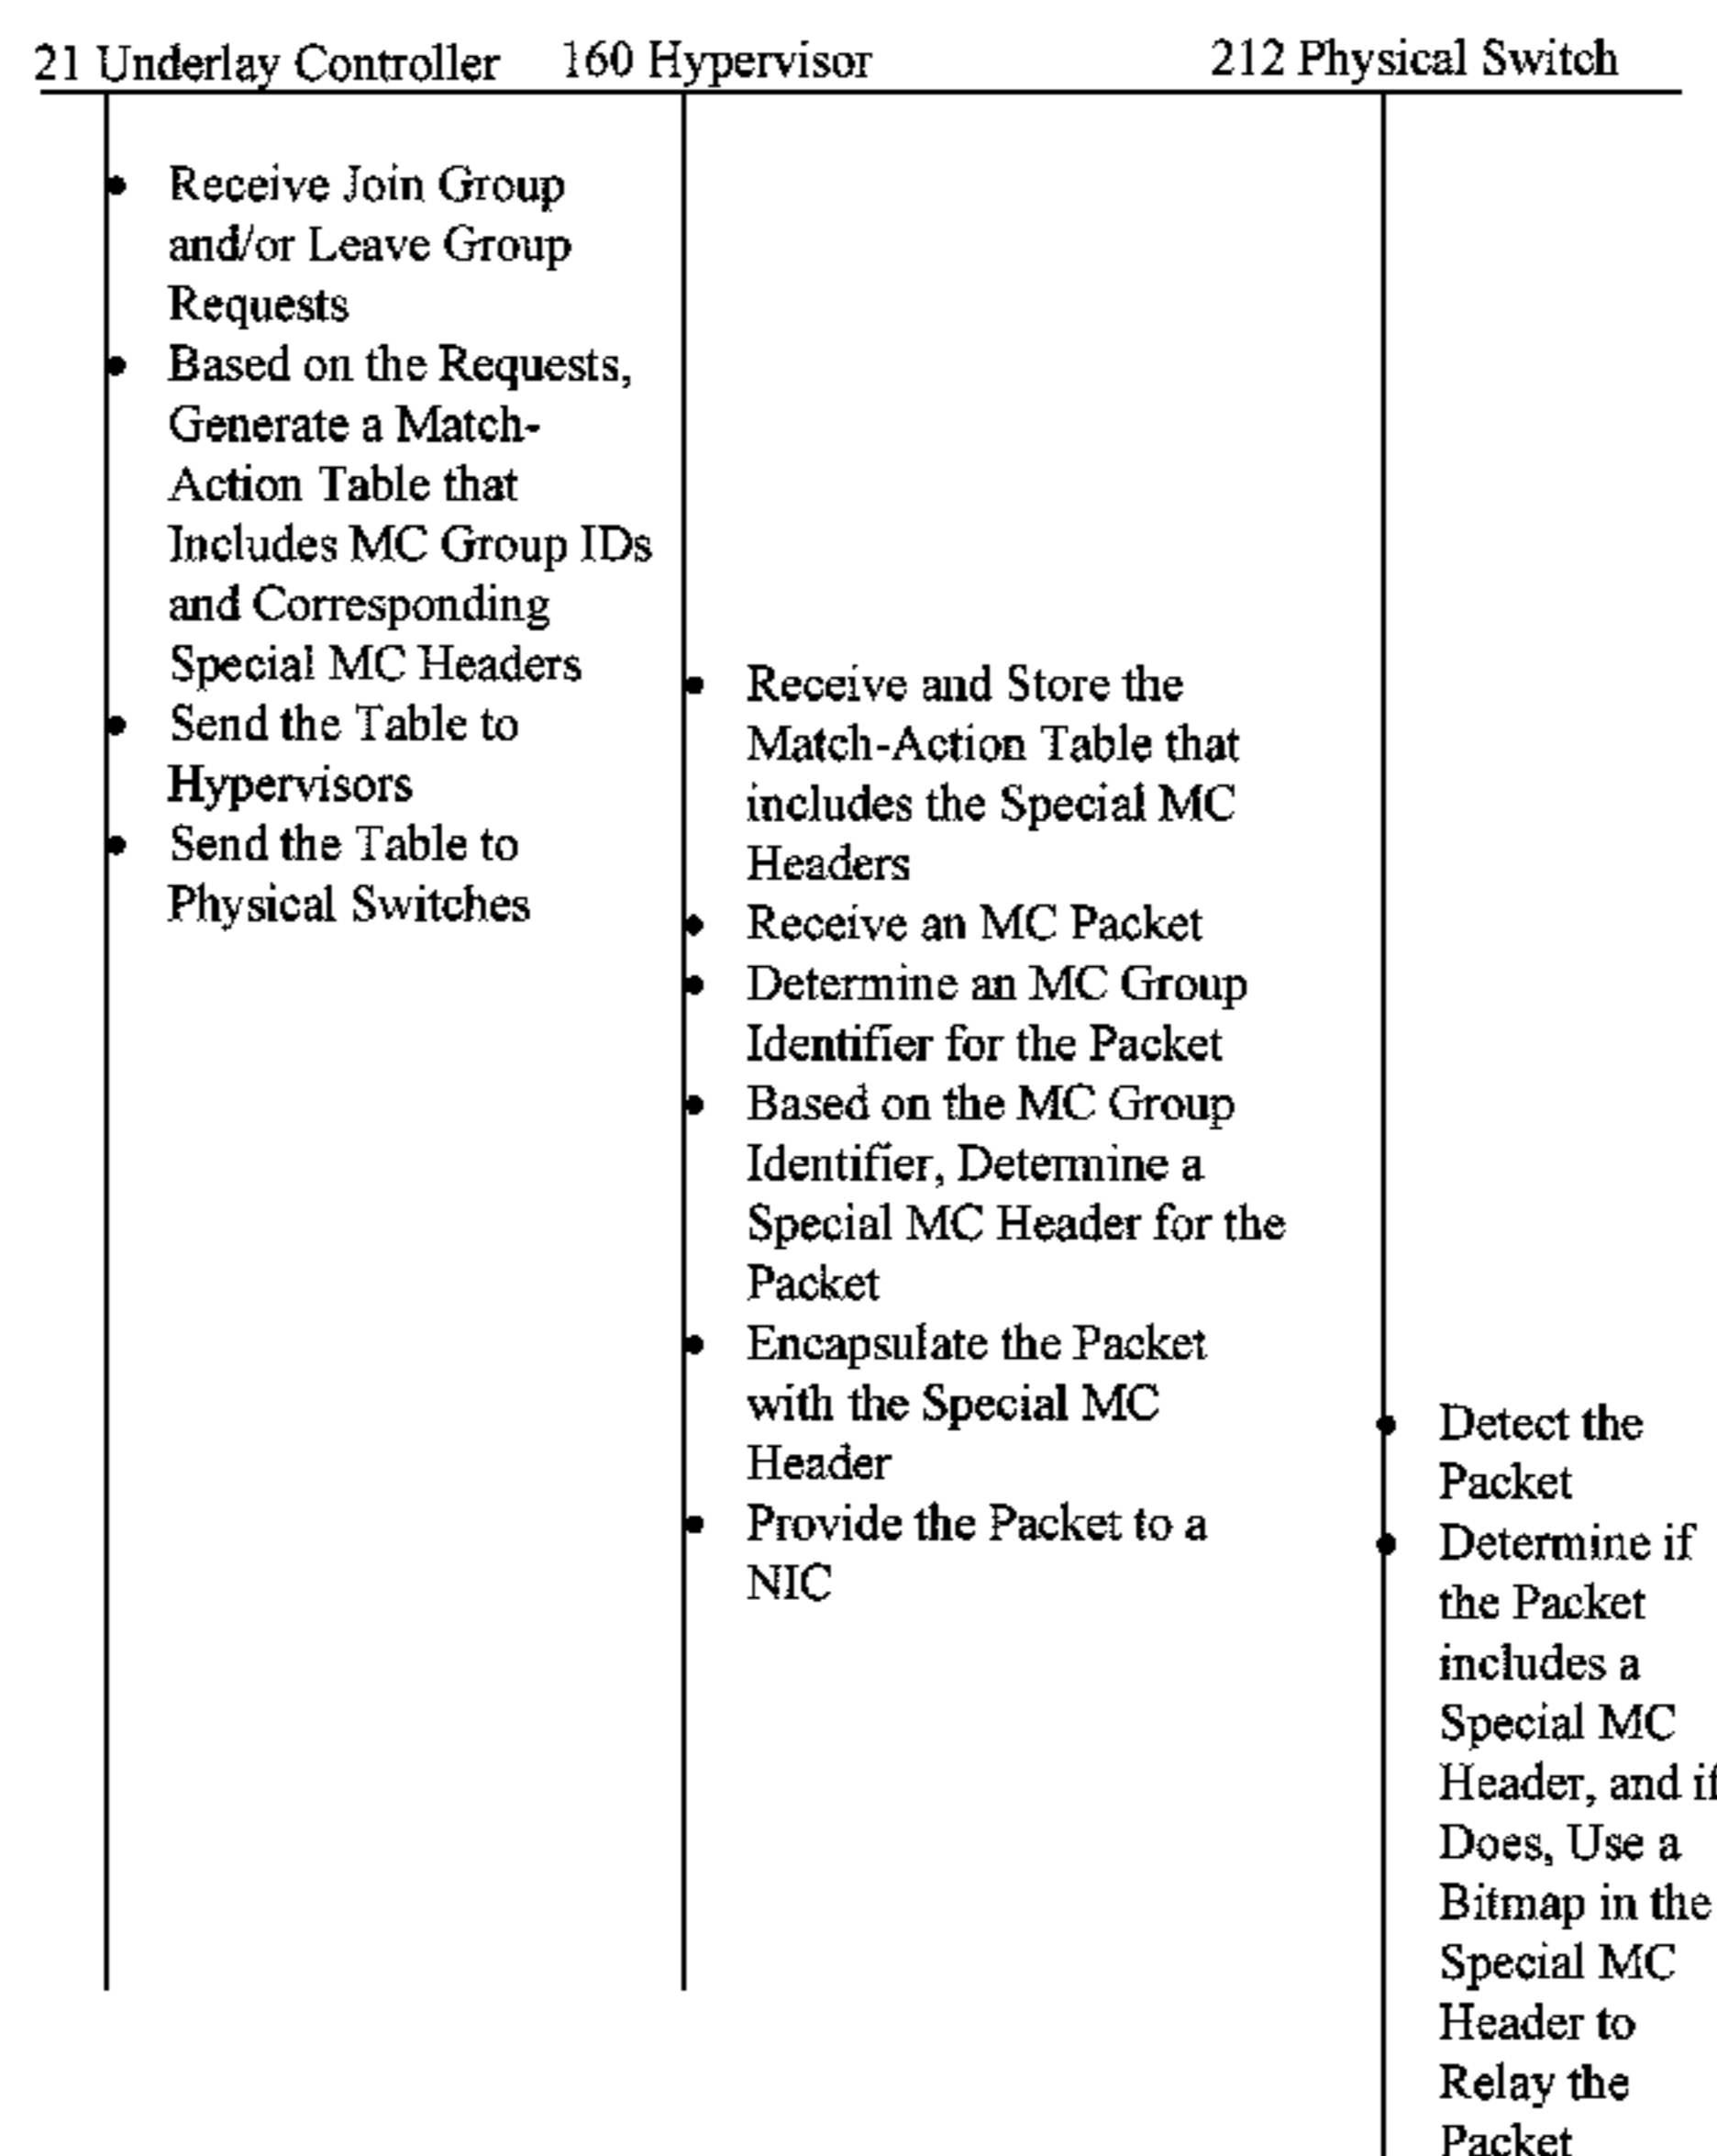 21 Underlay Controller
160 Hypervisor
212 Physical Switch
Receive Join Group
and/or Leave Group
Requests
Based on the Requests,
Generate a Match-
Action Table that
Includes MC Group IDs
and Corresponding
Special MC Headers
Send the Table to
Hypervisors
Send the Table to
Physical Switches
Receive and Store the
Match-Action Table that
includes the Special MC
Headers
Receive an MC Packet
Determine an MC Group
Identifier for the Packet
Based on the MC Group
Identifier, Determine a
Special MC Header for the
Packet
Encapsulate the Packet
with the Special MC
Header
Provide the Packet to a
NIC
Detect the
Packet
Determine if
the Packet
includes a
Special MC
Header, and if
Does, Use a
Bitmap in the
Special MC
Header to
Relay the
Packet